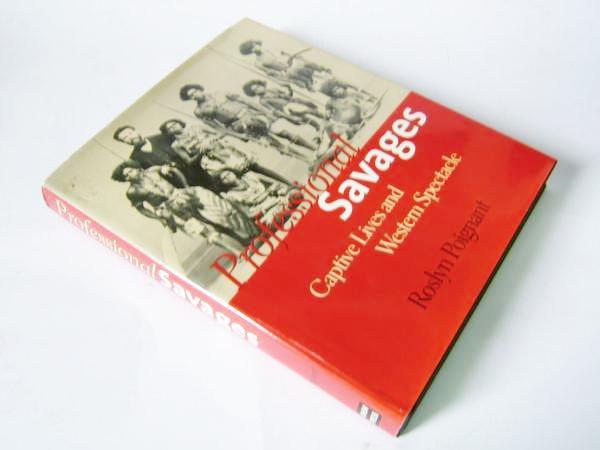 Professional
Savages
Captive Lives and
Western Spectacle
Roslyn Poignant
Professional Savages